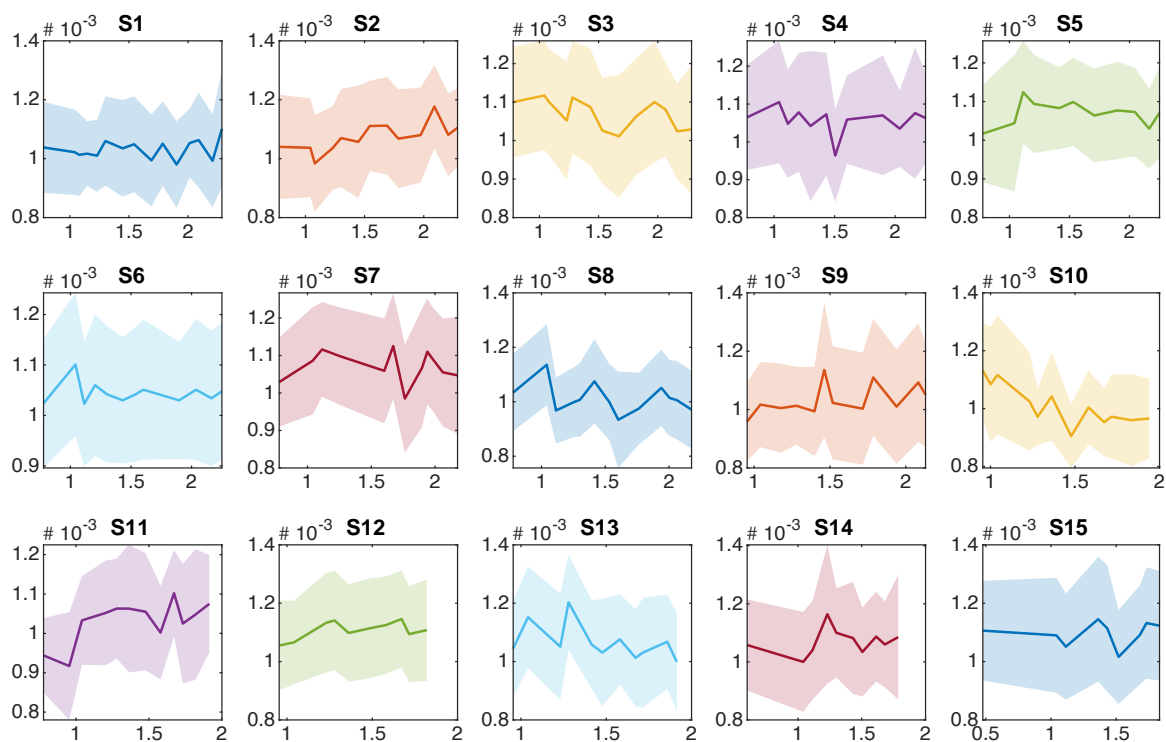 S1 S2 S3 S4 S5
# 10-3 # 10-3 # 10-3 # 10-3 # 10-3
1.4 1.4 1.2 1.2 1.2
1.2 1.2 1.1 1.1 1.1
1 1 1 1 1
0.9 0.9 0.9
0.8 0.8 0.8 0.8 0.8
1 1.5 2 1 1.5 2 1 1.5 2 1 1.5 2 1 1.5 2
S6 S7 S8 S9 S10
# 10-3 # 10-3 # 10-3 # 10-3 # 10-3
1.2 1.2 1.4 1.4 1.4
1.1 1.1 1.2 1.2 1.2
1 1 1 1 1
0.9 0.9 0.8 0.8 0.8
0.8
1 1.5 2 1 1.5 2 1 1.5 2 1 1.5 2 1 1.5 2
S11 S12 S13 S14 S15
# 10-3 # 10-3 # 10-3 # 10-3 # 10-3
1.2 1.4 1.4 1.4 1.4
1.1 1.2 1.2 1.2 1.2
1 1 1 1 1
0.9
0.8 0.8 0.8 0.8 0.8
1 1.5 2 1 1.5 2 1 1.5 2 1 1.5 2 0.5 1 1.5